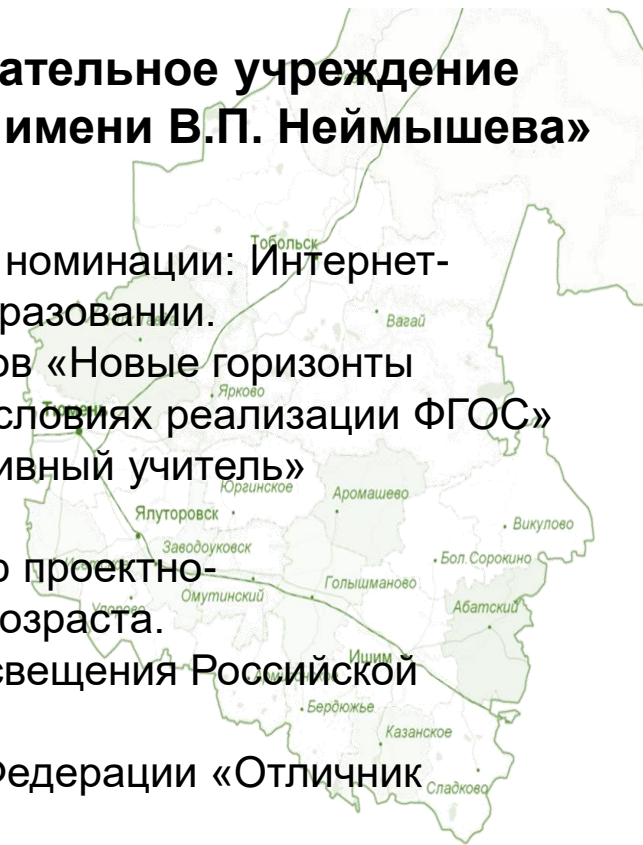 ательное учреждение
имени В.П. Неймышева»
Тобольск
номинации: Интернет-
разовании.
Вагай
ов «Новые горизонты
Ярково
Тюмень
словиях реализации ФГОС»
ивный учитель»
Юргинское
Аромашево
Ялуторовск
Викулово
Заводоуковск
Бол.Сорокино
о проектно-
Голышманово
Омутинский
Абатский
Упорово
озраста.
Ишим
свещения Российской
Бердюжье
Казанское
Федерации «Отличник
Сладково